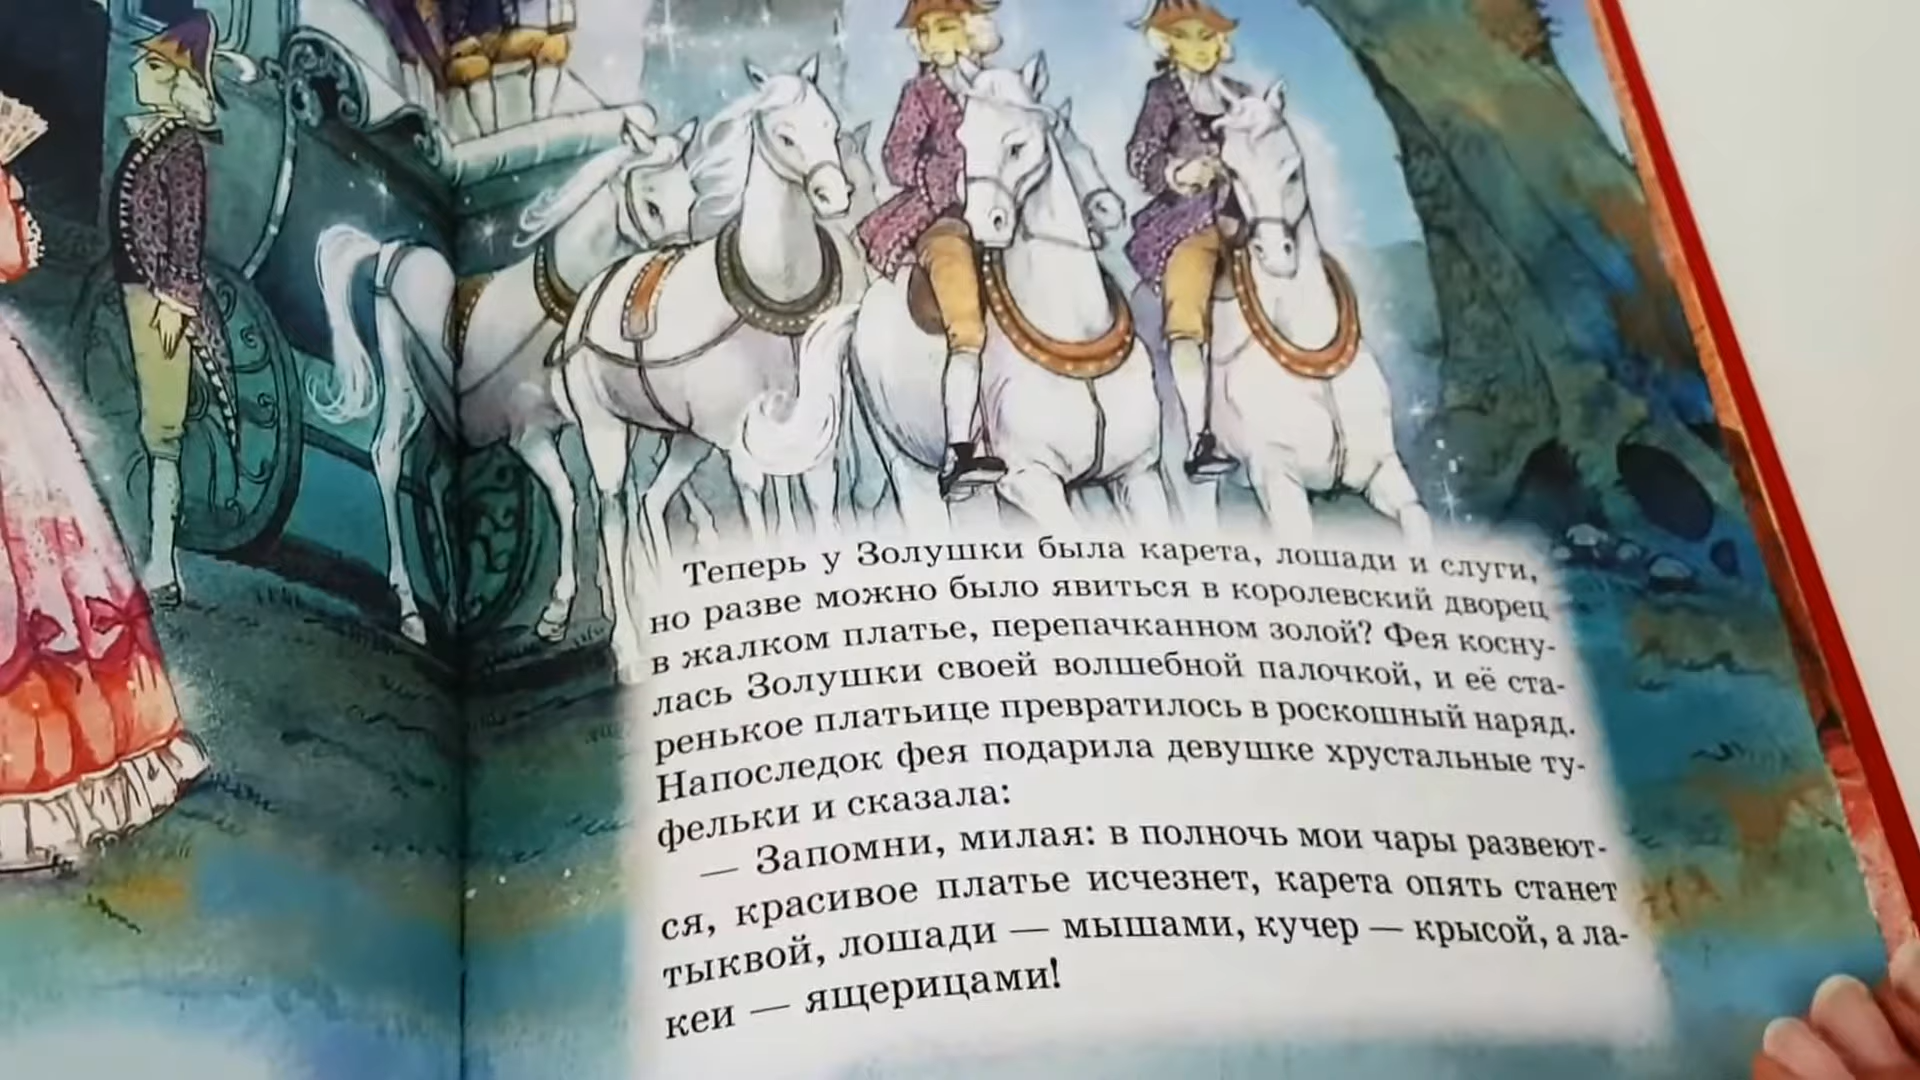 Теперь у Золушки была карета, лошади и слуги,
но разве можно было явиться в королевский дворец
в жалком платье, перепачканном золой? Фея косну-
лась Золушки своей волшебной палочкой, и её ста-
ренькое платьице превратилось в роскошный наряд.
Напоследок фея подарила девушке хрустальные ту-
фельки и сказала:
— Запомни, милая: в полночь мои чары развеют-
ся, красивое платье исчезнет, карета опять станет
тыквой, лошади — мышами, кучер — крысой, а ла-
кеи — ящерицами!